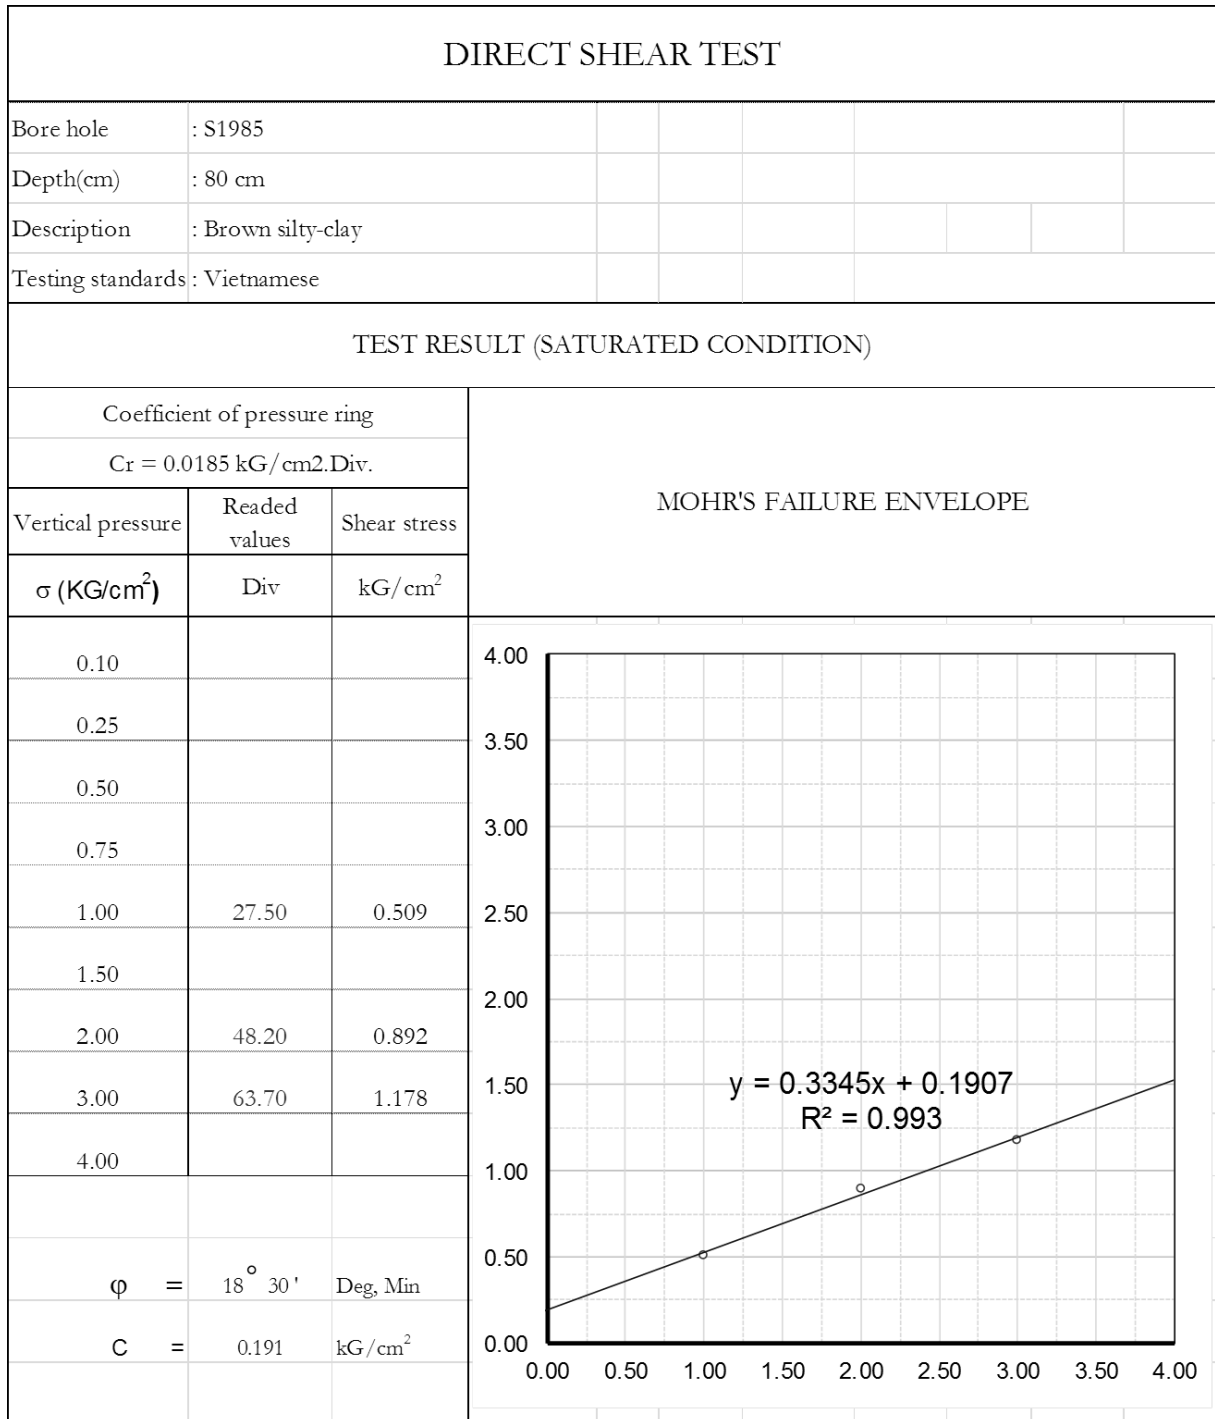 DIRECT SHEAR TEST
Bore hole : S1985
Depth(cm) : 80 cm
Description : Brown silty-clay
Testing standards : Vietnamese
TEST RESULT (SATURATED CONDITION)
Coefficient of pressure ring
Cr = 0.0185 kG/cm2.Div.
MOHR'S FAILURE ENVELOPE
Vertical pressure Readed values Shear stress
σ (KG/cm²) Div kG/cm²
0.10
0.25
0.50
0.75
1.00 27.50 0.509
1.50
2.00 48.20 0.892
3.00 63.70 1.178
4.00
φ = 18° 30 ' Deg, Min
C = 0.191 kG/cm²
4.00
3.50
3.00
2.50
2.00
1.50
1.00
0.50
0.00
y = 0.3345x + 0.1907
R² = 0.993
0.00 0.50 1.00 1.50 2.00 2.50 3.00 3.50 4.00